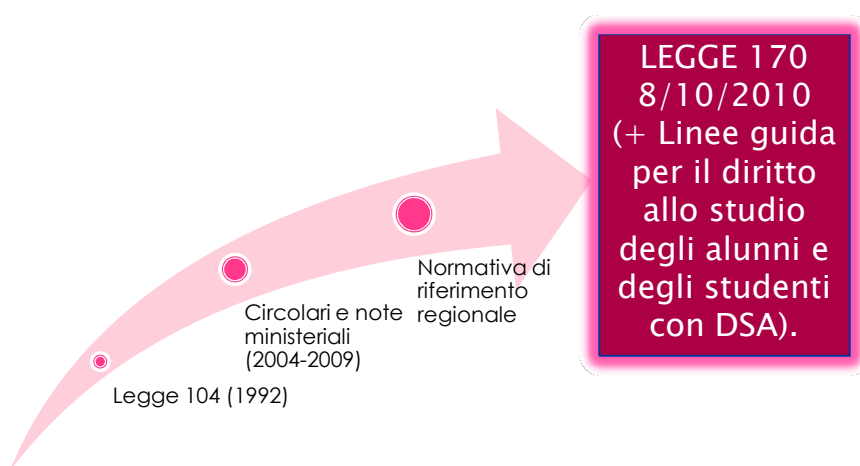 Legge 104 (1992)
Circolari e note
ministeriali
(2004-2009)
Normativa di
riferimento
regionale
LEGGE 170
8/10/2010
(+ Linee guida
per il diritto
allo studio
degli alunni e
degli studenti
con DSA).